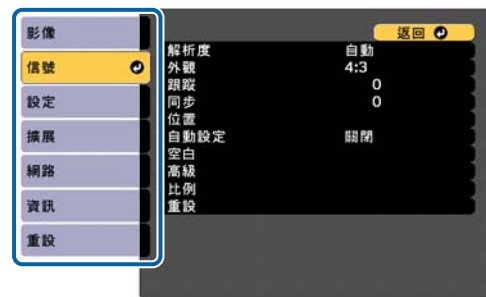 影像
信號
設定
擴展
網路
資訊
重設
返回
解析度 自動
外觀 4:3
跟蹤 0
同步 0
位置
自動設定 關閉
空白
高級
比例
重設